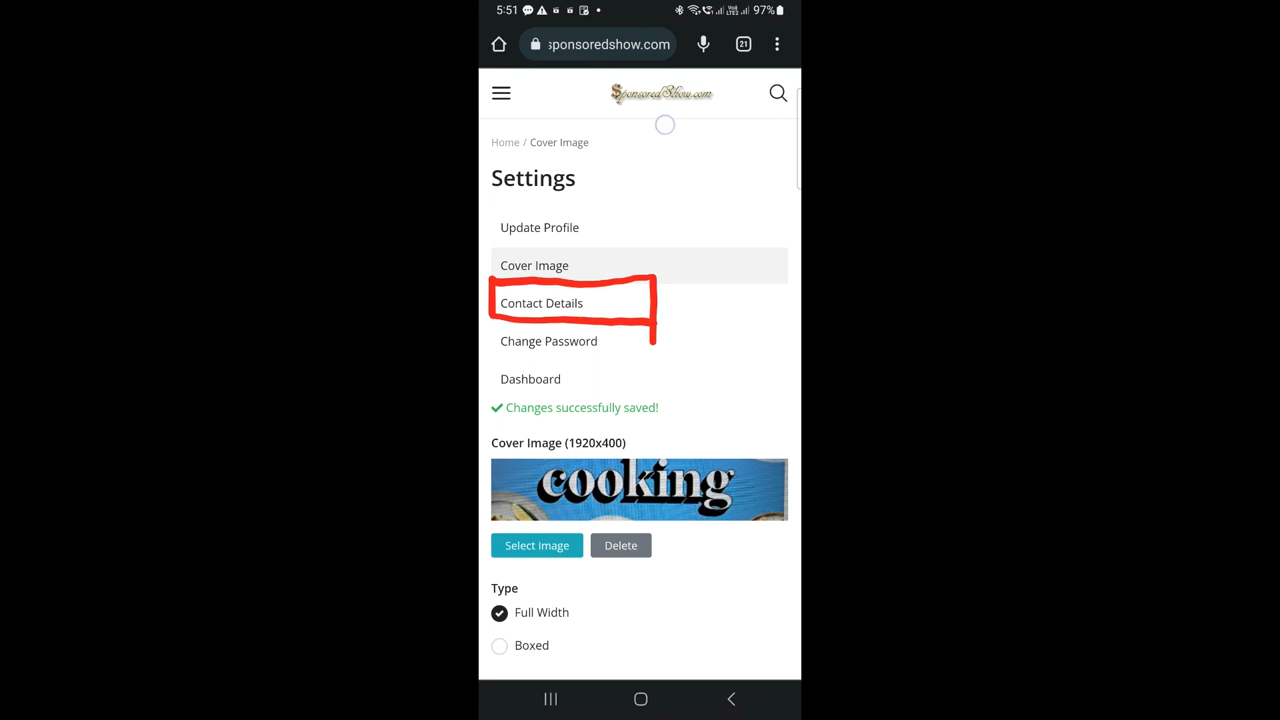 5:51 97%
sponsoredshow.com 21
$ponsoredShow.com
Home / Cover Image
Settings
Update Profile
Cover Image
Contact Details
Change Password
Dashboard
Changes successfully saved!
Cover Image (1920x400)
cooking
Select Image Delete
Type
Full Width
Boxed